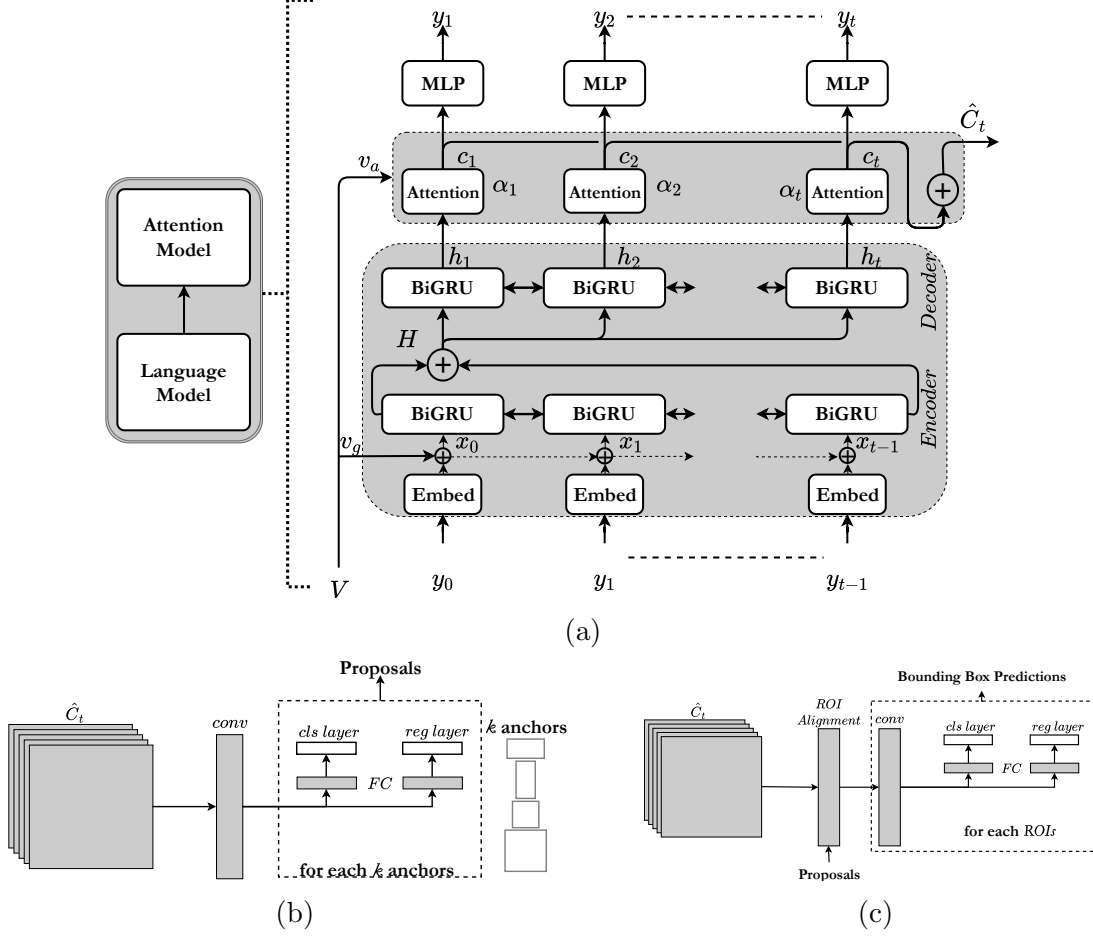 y₁ y₂ yₜ
MLP MLP MLP
Ĉₜ
vₐ c₁ c₂ cₜ
Attention α₁ Attention α₂ αₜ Attention
Attention
Model
Language
Model
h₁ h₂ hₜ
BiGRU BiGRU BiGRU
Decoder
H
+
BiGRU BiGRU BiGRU
Encoder
v_g x₀ x₁ xₜ₋₁
Embed Embed Embed
V y₀ y₁ yₜ₋₁
(a)
Proposals
Ĉₜ
conv
cls layer reg layer
FC
k anchors
for each k anchors
(b)
Bounding Box Predictions
Ĉₜ
ROI
Alignment
conv
cls layer reg layer
FC
for each ROIs
Proposals
(c)